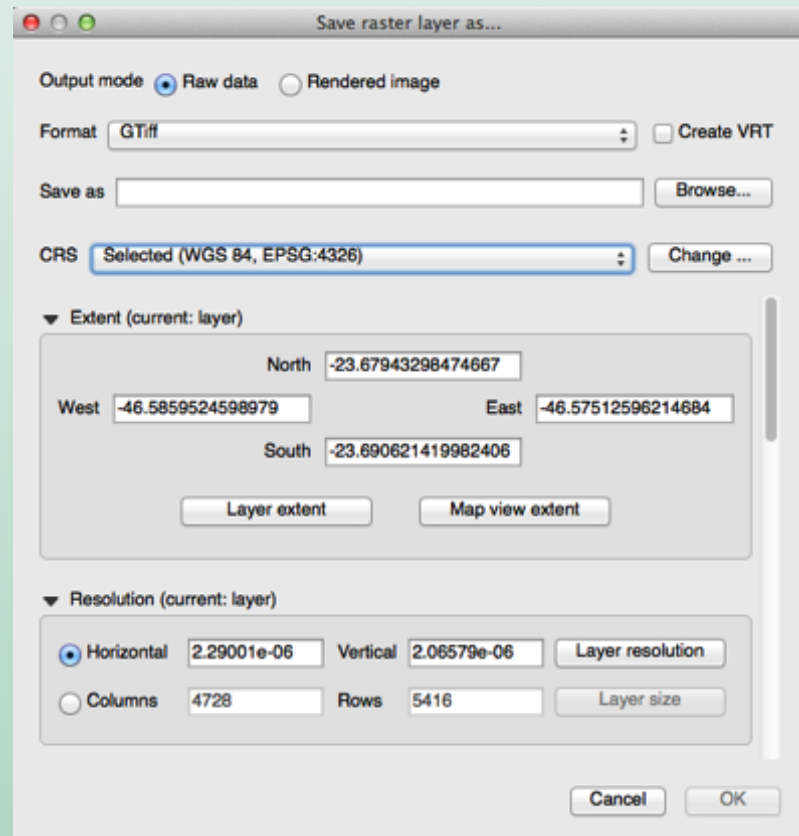 Save raster layer as...
Output mode Raw data Rendered image
Format GTiff Create VRT
Save as Browse...
CRS Selected (WGS 84, EPSG:4326) Change ...
Extent (current: layer)
North -23.67943298474667
West -46.5859524598979 East -46.57512596214684
South -23.690621419982406
Layer extent Map view extent
Resolution (current: layer)
Horizontal 2.29001e-06 Vertical 2.06579e-06 Layer resolution
Columns 4728 Rows 5416 Layer size
Cancel OK